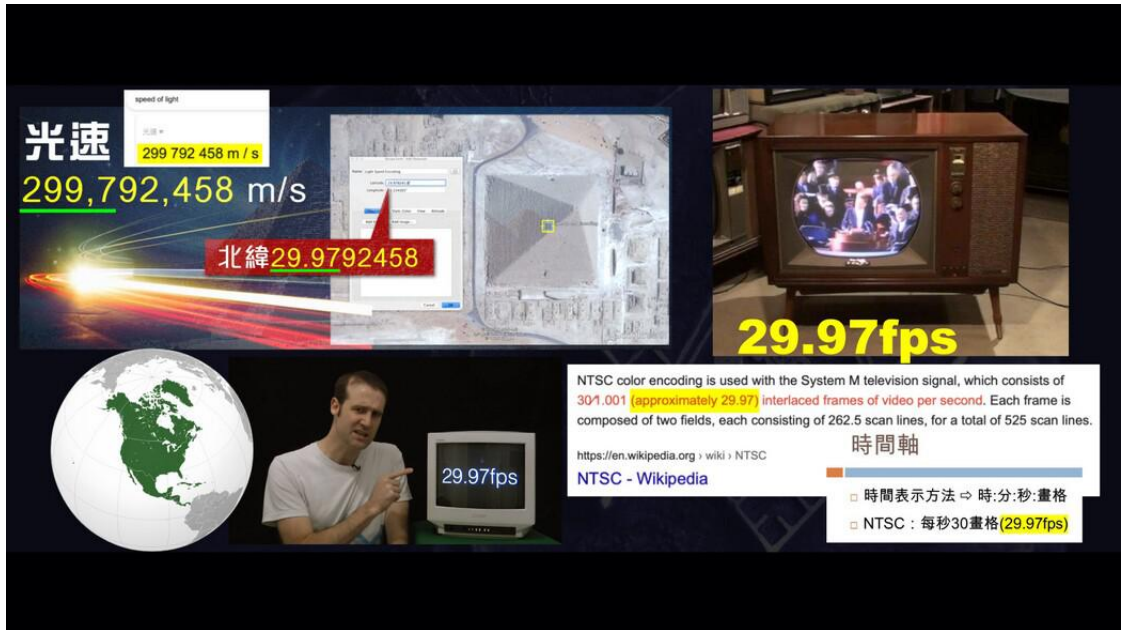 speed of light
光速
299 792 458 m / s
光速
299,792,458 m/s
Latitude:
北緯29.9792458
Cancel
29.97fps
29.97fps
NTSC color encoding is used with the System M television signal, which consists of
30⁄1.001 (approximately 29.97) interlaced frames of video per second. Each frame is
composed of two fields, each consisting of 262.5 scan lines, for a total of 525 scan lines.
https://en.wikipedia.org › wiki › NTSC
NTSC - Wikipedia
時間軸
時間表示方法 ⇨ 時:分:秒:畫格
NTSC：每秒30畫格(29.97fps)